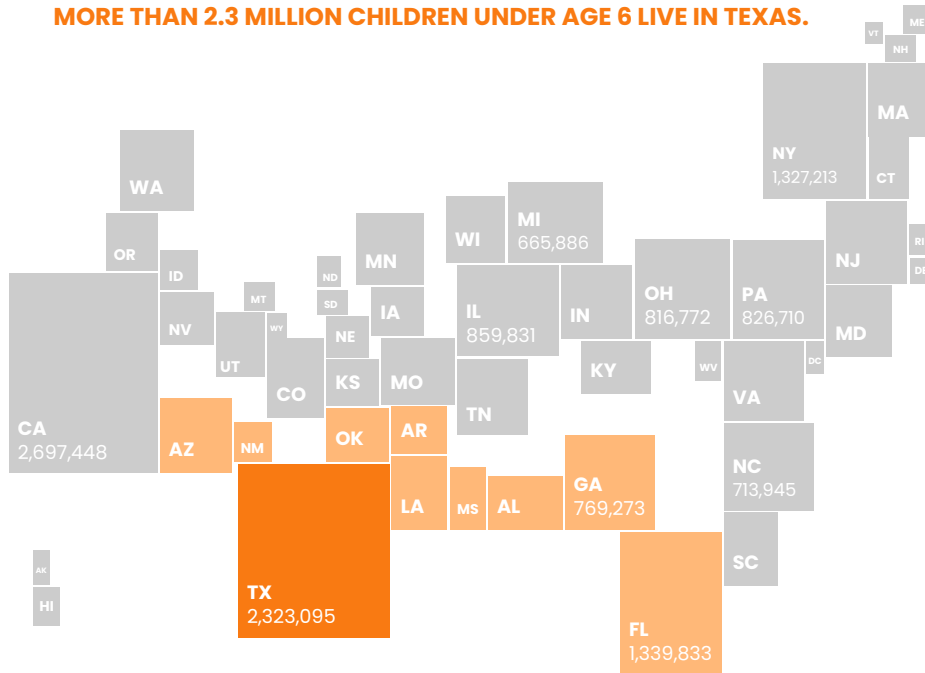 MORE THAN 2.3 MILLION CHILDREN UNDER AGE 6 LIVE IN TEXAS.
ME
VT
NH
MA
NY
1,327,213
CT
WA
MI
665,886
WI
OR
MN
NJ
RI
DE
ID
ND
SD
MT
NV
WY
UT
IA
NE
IL
859,831
IN
OH
816,772
PA
826,710
MD
CO
KS
MO
KY
WV
DC
VA
TN
CA
2,697,448
AZ
NM
OK
AR
LA
MS
AL
GA
769,273
NC
713,945
SC
AK
HI
TX
2,323,095
FL
1,339,833